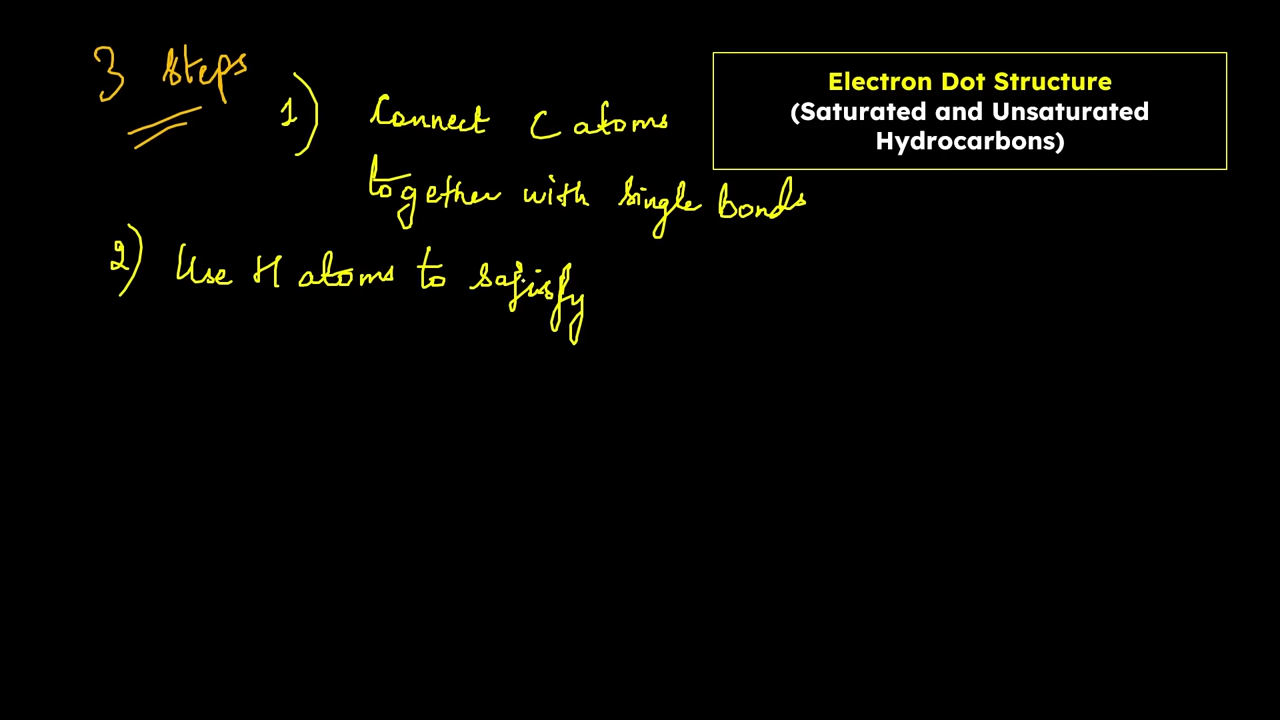 3 steps
Electron Dot Structure
(Saturated and Unsaturated
Hydrocarbons)
1) Connect C atoms
together with single bonds
2) Use H atoms to satisfy